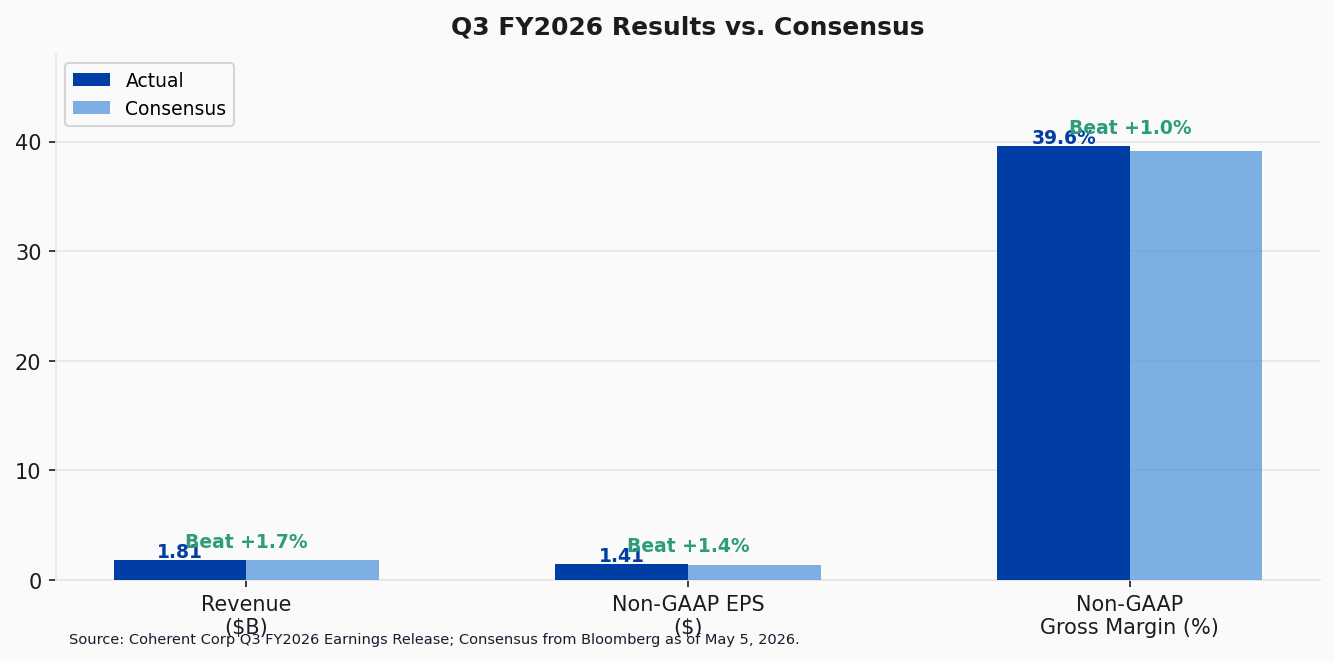 Q3 FY2026 Results vs. Consensus
Actual
Consensus
40
30
20
10
0
39.6%
Beat +1.0%
1.81
Beat +1.7%
1.41
Beat +1.4%
Revenue
($B)
Non-GAAP EPS
($)
Non-GAAP
Gross Margin (%)
Source: Coherent Corp Q3 FY2026 Earnings Release; Consensus from Bloomberg as of May 5, 2026.